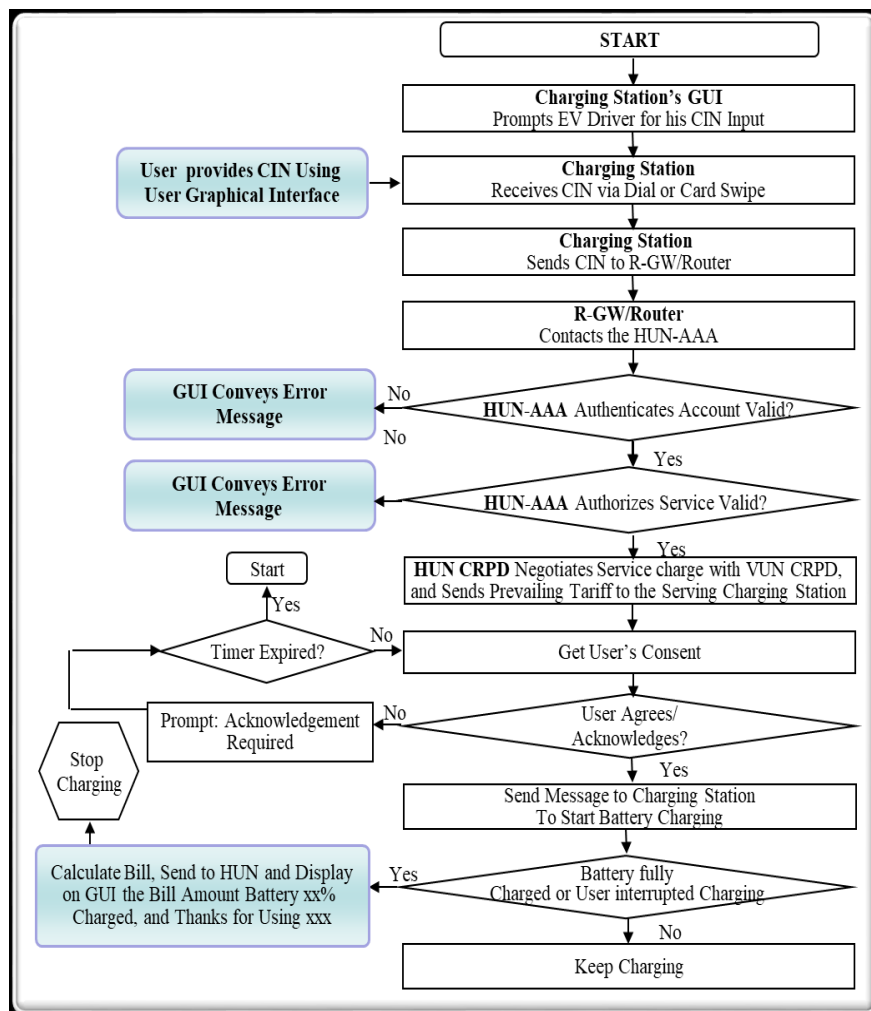 START
Charging Station's GUI
Prompts EV Driver for his CIN Input
User provides CIN Using
User Graphical Interface
Charging Station
Receives CIN via Dial or Card Swipe
Charging Station
Sends CIN to R-GW/Router
R-GW/Router
Contacts the HUN-AAA
GUI Conveys Error
Message
No
HUN-AAA Authenticates Account Valid?
No
Yes
GUI Conveys Error
Message
HUN-AAA Authorizes Service Valid?
Yes
HUN CRPD Negotiates Service charge with VUN CRPD,
and Sends Prevailing Tariff to the Serving Charging Station
Start
Yes
Timer Expired?
No
Get User's Consent
Prompt: Acknowledgement
Required
No
User Agrees/
Acknowledges?
Yes
Stop
Charging
Send Message to Charging Station
To Start Battery Charging
Calculate Bill, Send to HUN and Display
on GUI the Bill Amount Battery xx%
Charged, and Thanks for Using xxx
Yes
Battery fully
Charged or User interrupted Charging
No
Keep Charging